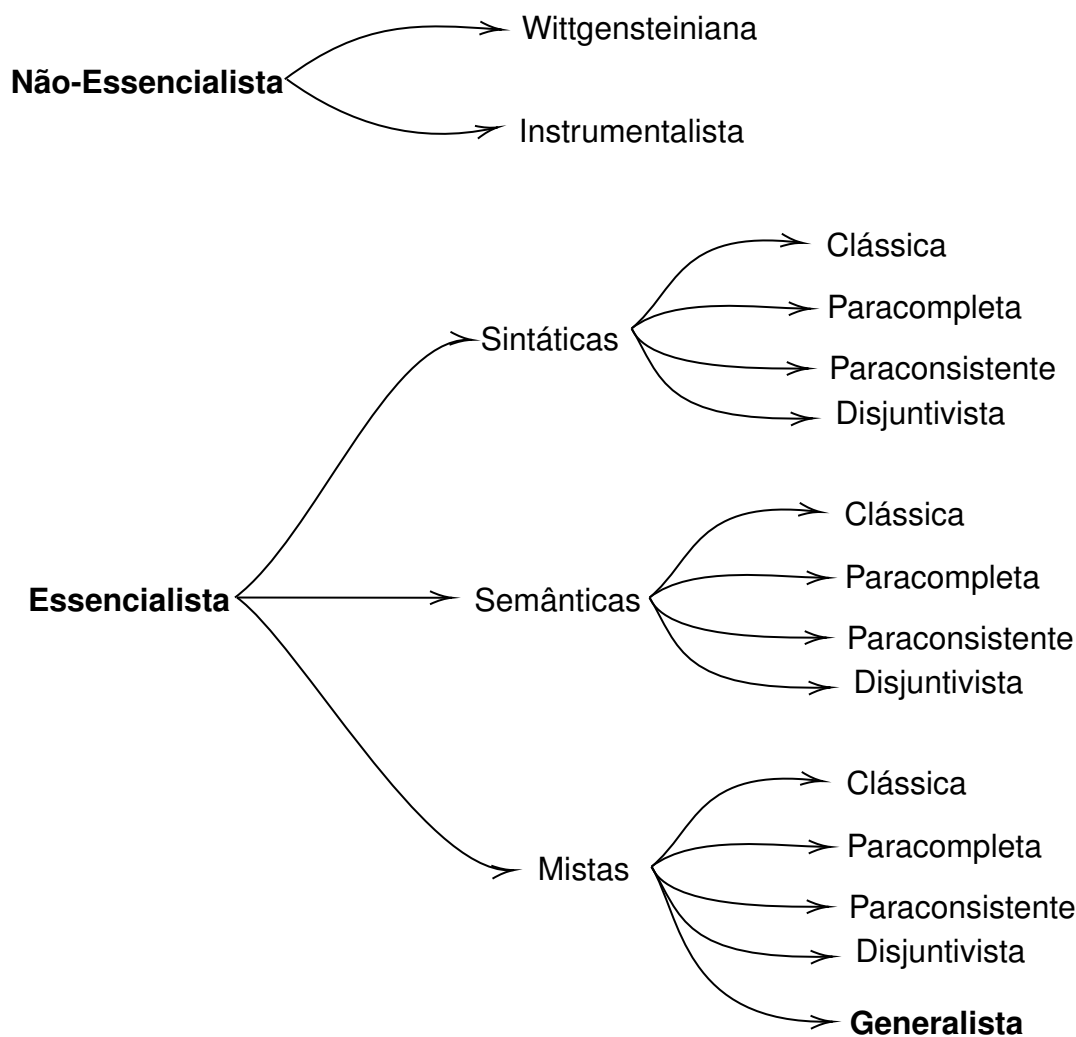 Não-Essencialista
Wittgensteiniana
Instrumentalista
Essencialista
Sintáticas
Clássica
Paracompleta
Paraconsistente
Disjuntivista
Semânticas
Clássica
Paracompleta
Paraconsistente
Disjuntivista
Mistas
Clássica
Paracompleta
Paraconsistente
Disjuntivista
Generalista